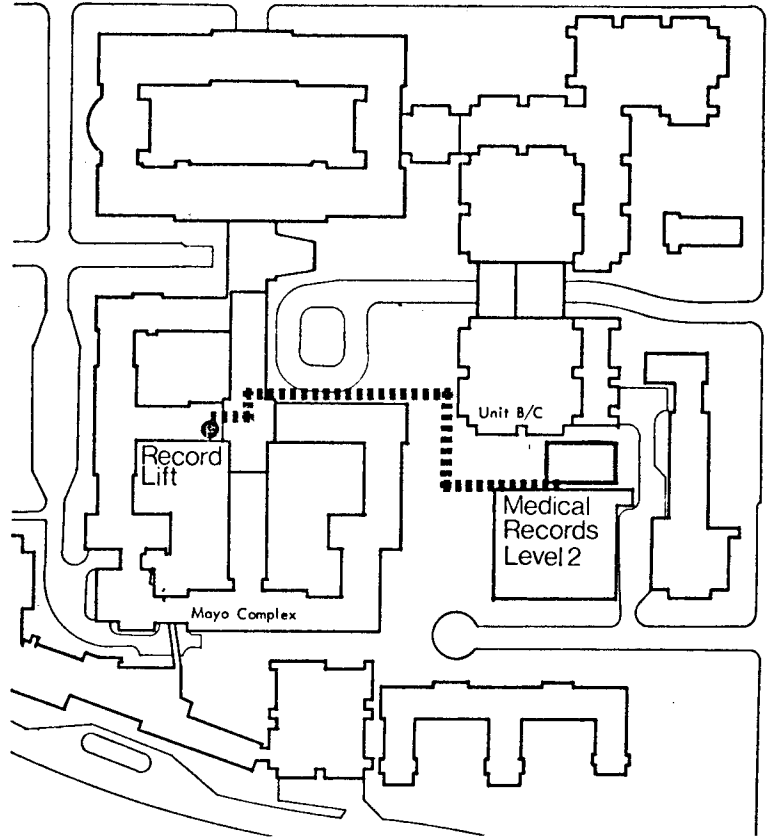 Unit B/C
Record
Lift
Medical
Records
Level 2
Mayo Complex